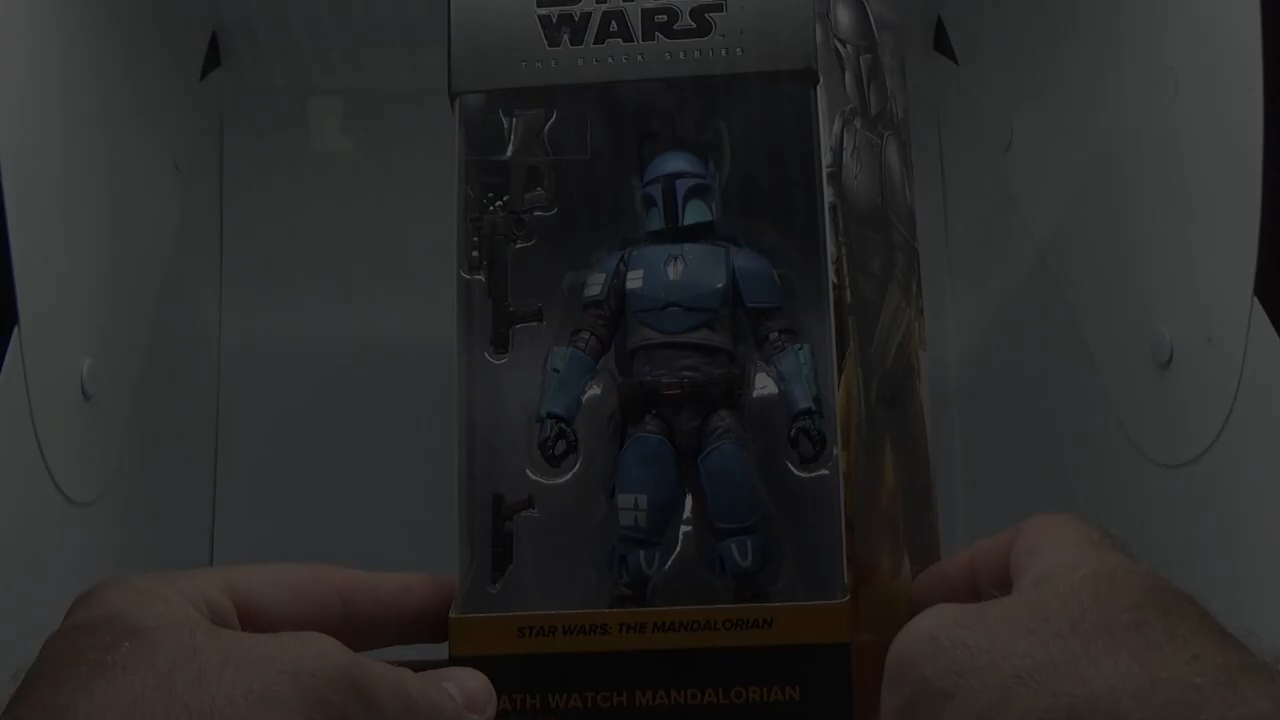 WARS
THE BLACK SERIES
STAR WARS: THE MANDALORIAN
ATH WATCH MANDALORIAN